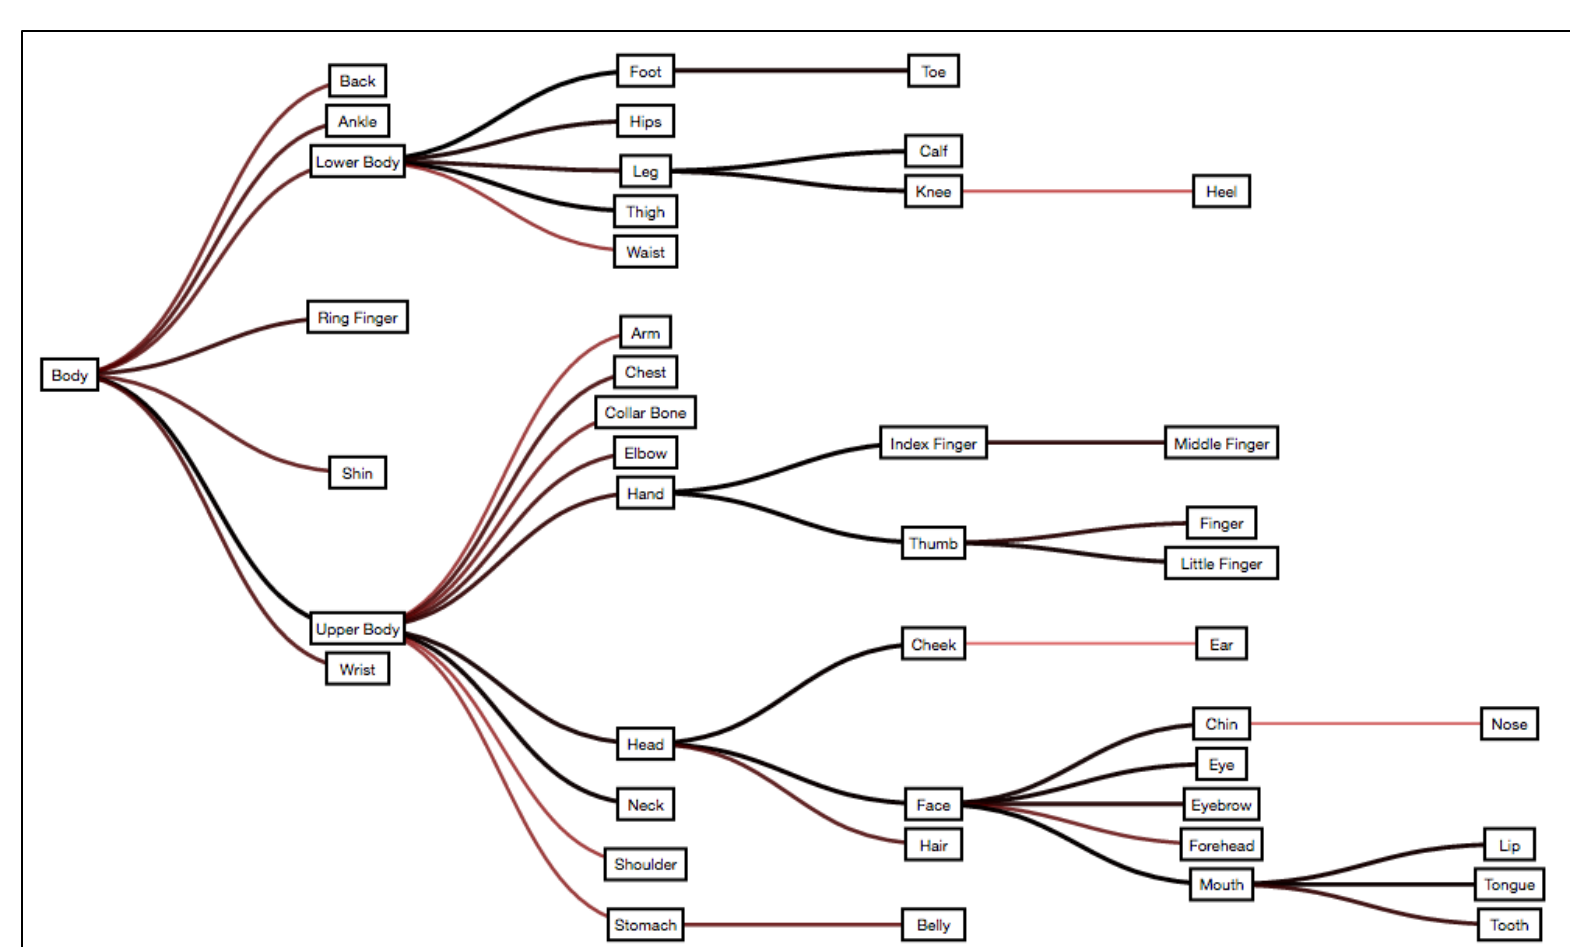 Body
Back
Ankle
Lower Body
Ring Finger
Shin
Upper Body
Wrist
Foot
Hips
Leg
Thigh
Waist
Arm
Chest
Collar Bone
Elbow
Hand
Head
Neck
Shoulder
Stomach
Toe
Calf
Knee
Index Finger
Thumb
Cheek
Face
Hair
Belly
Heel
Middle Finger
Finger
Little Finger
Ear
Chin
Eye
Eyebrow
Forehead
Mouth
Nose
Lip
Tongue
Tooth